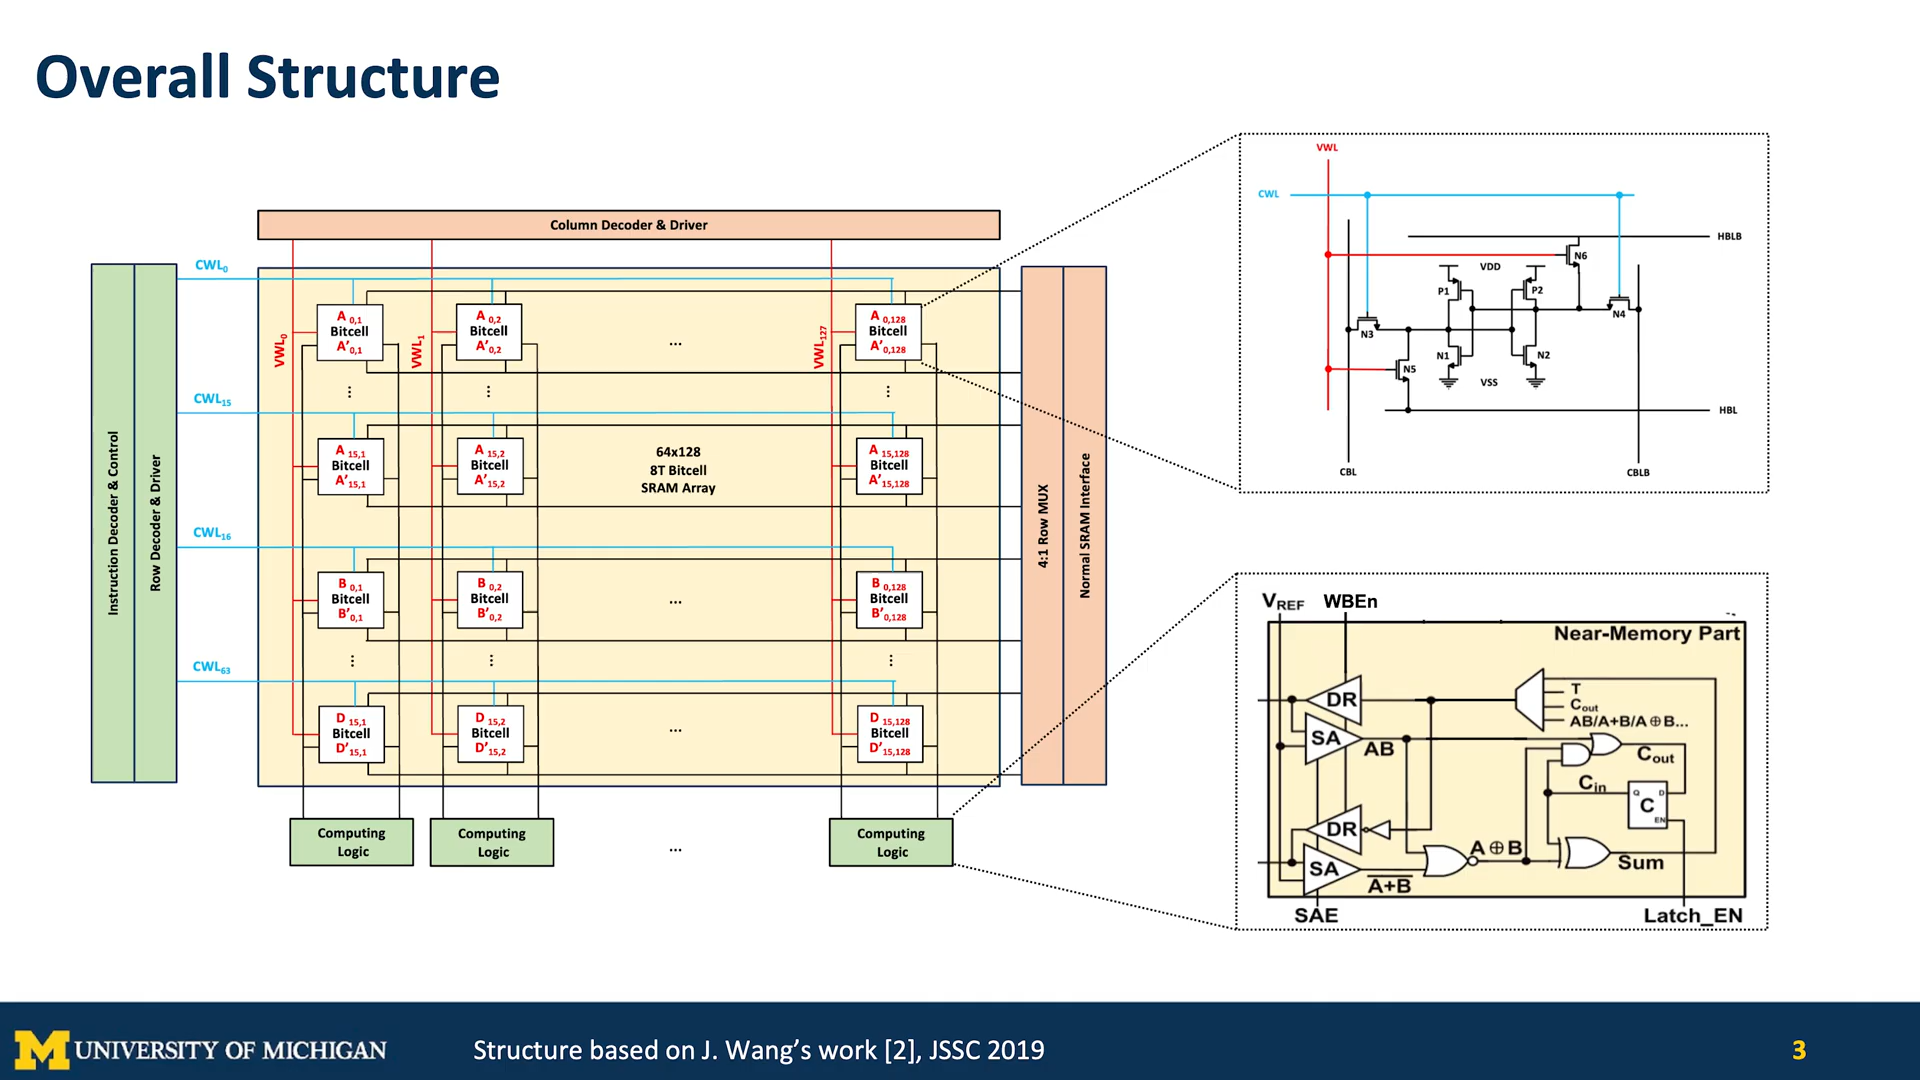 Overall Structure
Column Decoder & Driver
Instruction Decoder & Control
Row Decoder & Driver
CWL0
CWL15
CWL16
CWL63
VWL0
VWL1
VWL127
A 0,1
Bitcell
A’0,1
A 0,2
Bitcell
A’0,2
...
A 0,128
Bitcell
A’0,128
A 15,1
Bitcell
A’15,1
A 15,2
Bitcell
A’15,2
64x128
8T Bitcell
SRAM Array
A 15,128
Bitcell
A’15,128
B 0,1
Bitcell
B’0,1
B 0,2
Bitcell
B’0,2
...
B 0,128
Bitcell
B’0,128
D 15,1
Bitcell
D’15,1
D 15,2
Bitcell
D’15,2
...
D 15,128
Bitcell
D’15,128
4:1 Row MUX
Normal SRAM Interface
Computing
Logic
Computing
Logic
...
Computing
Logic
VWL
CWL
HBLB
N6
VDD
P1
P2
N3
N4
N1
N2
N5
VSS
HBL
CBL
CBLB
VREF
WBEn
Near-Memory Part
DR
T
Cout
AB/A+B/A⊕B...
SA
AB
Cout
Cin
Q
D
C
EN
DR
A⊕B
SA
A+B
Sum
SAE
Latch_EN
UNIVERSITY OF MICHIGAN
Structure based on J. Wang’s work [2], JSSC 2019
3